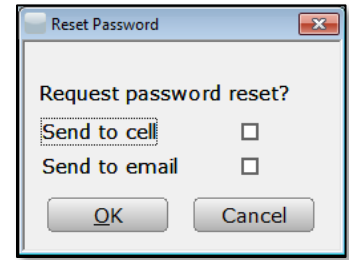 Reset Password
Request password reset?
Send to cell
Send to email
OK Cancel